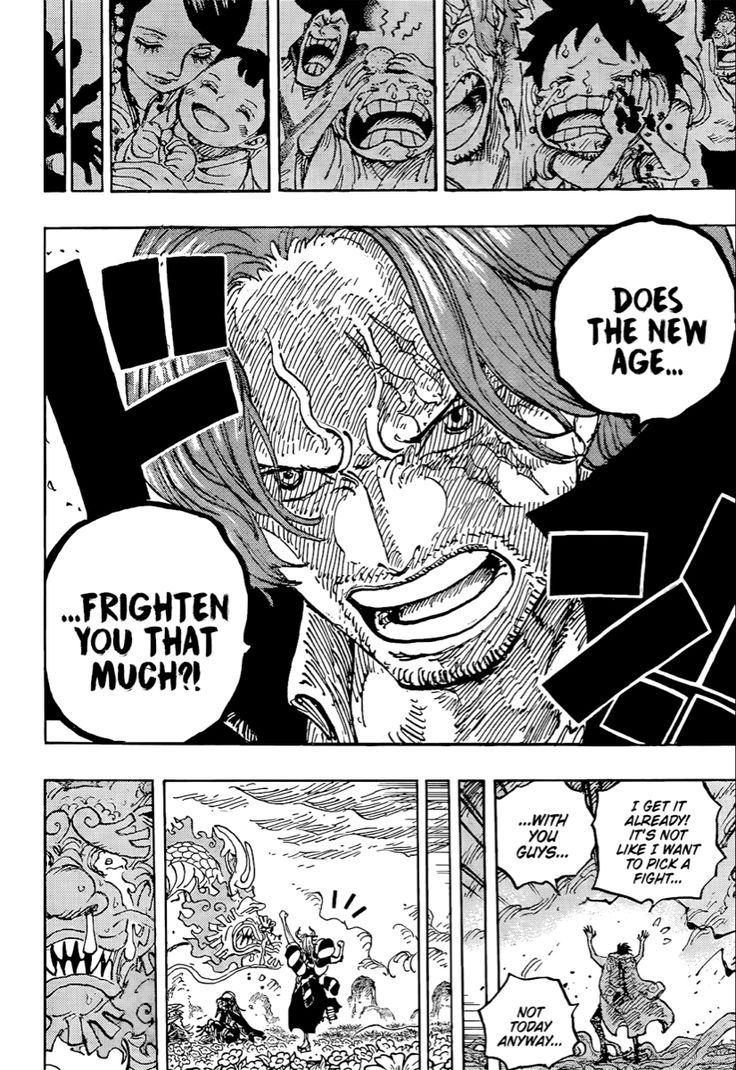 DOES
THE NEW
AGE...
...FRIGHTEN
YOU THAT
MUCH?!
I GET IT
ALREADY!
IT'S NOT
LIKE I WANT
TO PICK A
FIGHT...
...WITH
YOU
GUYS...
NOT
TODAY
ANYWAY...